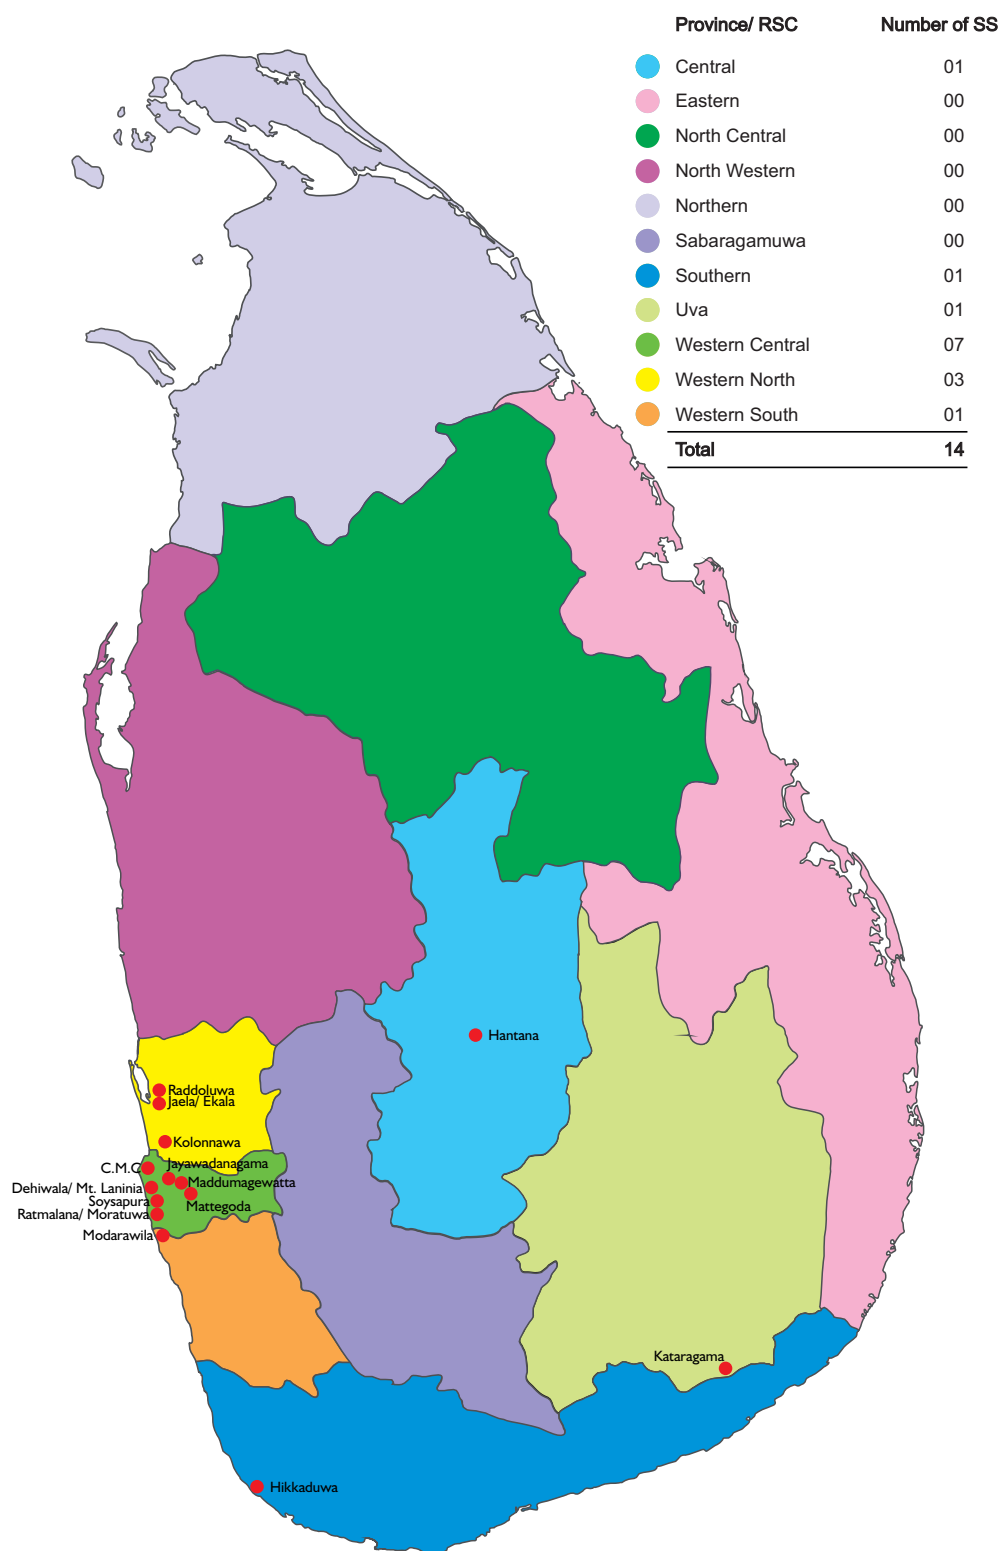 Province/ RSC Number of SS
Central 01
Eastern 00
North Central 00
North Western 00
Northern 00
Sabaragamuwa 00
Southern 01
Uva 01
Western Central 07
Western North 03
Western South 01
Total 14
Hantana
Raddoluwa
Jaela/ Ekala
Kolonnawa
Jayawadanagama
C.M.C
Maddumagewatta
Dehiwala/ Mt. Laninia
Soysapura
Mattegoda
Ratmalana/ Moratuwa
Modarawila
Kataragama
Hikkaduwa